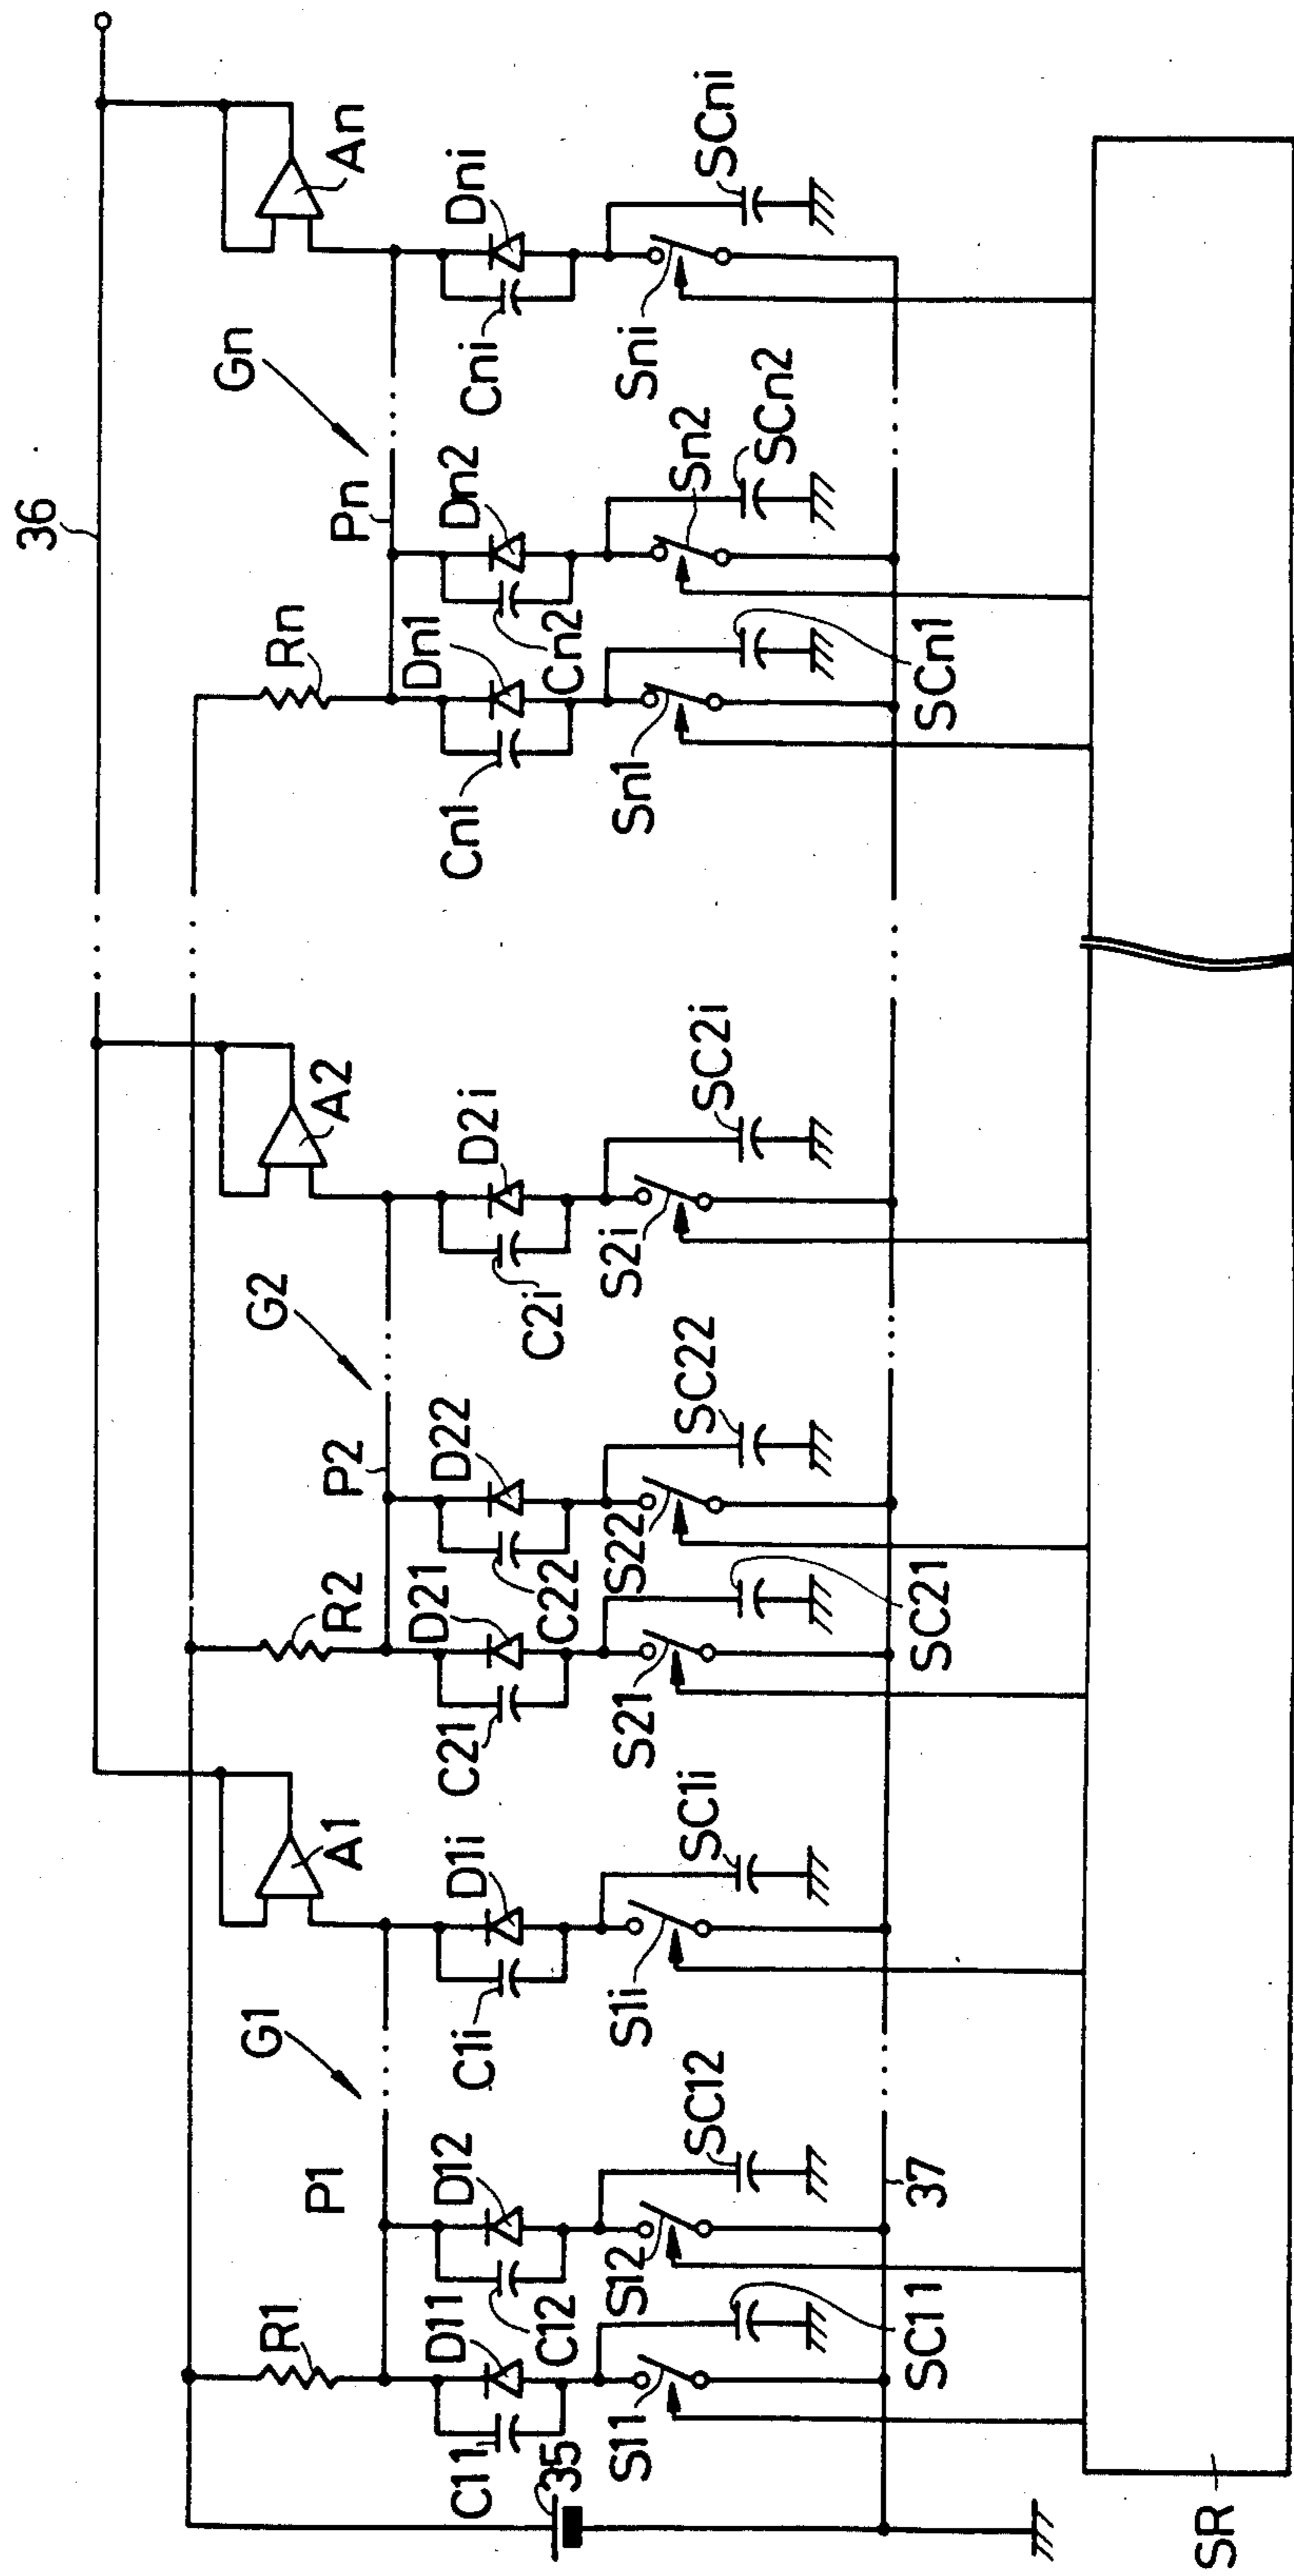 36
An
Gn
Rn
Pn
Dn1
Dn2
Dni
Cn1
Cn2
Cni
Sn1
Sn2
Sni
SCn1
SCn2
SCni
A2
G2
R2
P2
D21
D22
D2i
C21
C22
C2i
S21
S22
S2i
SC21
SC22
SC2i
A1
G1
R1
P1
D11
D12
D1i
C11
C12
C1i
35
S11
S12
S1i
SC11
SC12
SC1i
37
SR